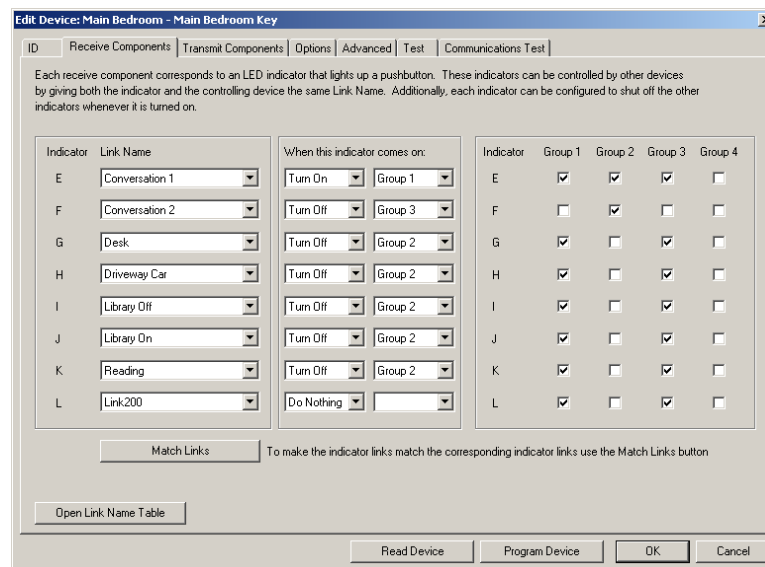 Edit Device: Main Bedroom - Main Bedroom Key
ID Receive Components Transmit Components Options Advanced Test Communications Test
Each receive component corresponds to an LED indicator that lights up a pushbutton. These indicators can be controlled by other devices
by giving both the indicator and the controlling device the same Link Name. Additionally, each indicator can be configured to shut off the other
indicators whenever it is turned on.
Indicator Link Name When this indicator comes on: Indicator Group 1 Group 2 Group 3 Group 4
E Conversation 1 Turn On Group 1 E
F Conversation 2 Turn Off Group 3 F
G Desk Turn Off Group 2 G
H Driveway Car Turn Off Group 2 H
I Library Off Turn Off Group 2 I
J Library On Turn Off Group 2 J
K Reading Turn Off Group 2 K
L Link200 Do Nothing L
Match Links To make the indicator links match the corresponding indicator links use the Match Links button
Open Link Name Table
Read Device Program Device OK Cancel